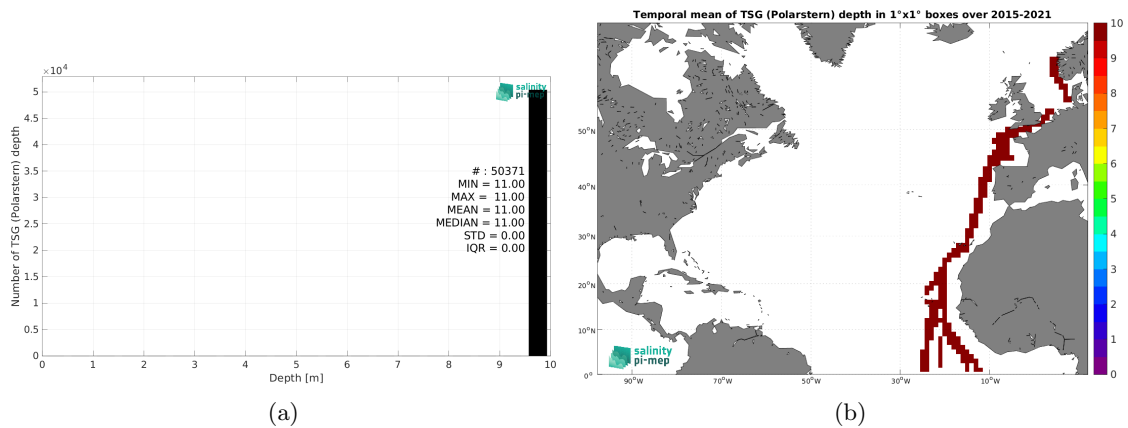 ×10⁴
5
4.5
4
3.5
3
2.5
2
1.5
1
0.5
0
Number of TSG (Polarstern) depth
salinity
pi-mep
# : 50371
MIN = 11.00
MAX = 11.00
MEAN = 11.00
MEDIAN = 11.00
STD = 0.00
IQR = 0.00
0 1 2 3 4 5 6 7 8 9 10
Depth [m]
(a)
Temporal mean of TSG (Polarstern) depth in 1°x1° boxes over 2015-2021
50°N
40°N
30°N
20°N
10°N
0°
salinity
pi-mep
90°W 70°W 50°W 30°W 10°W
10
9
8
7
6
5
4
3
2
1
0
(b)